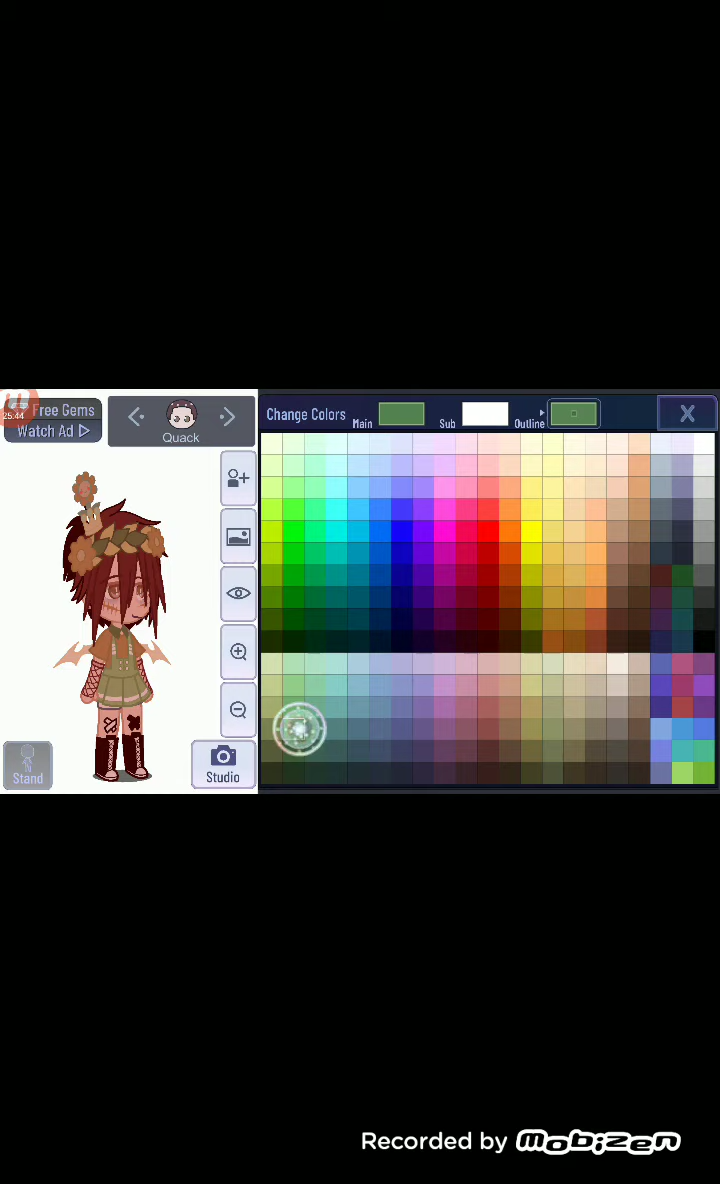 25:44
Free Gems
Watch Ad
Quack
Change Colors
Main
Sub
Outline
X
Stand
Studio
Recorded by mobizen